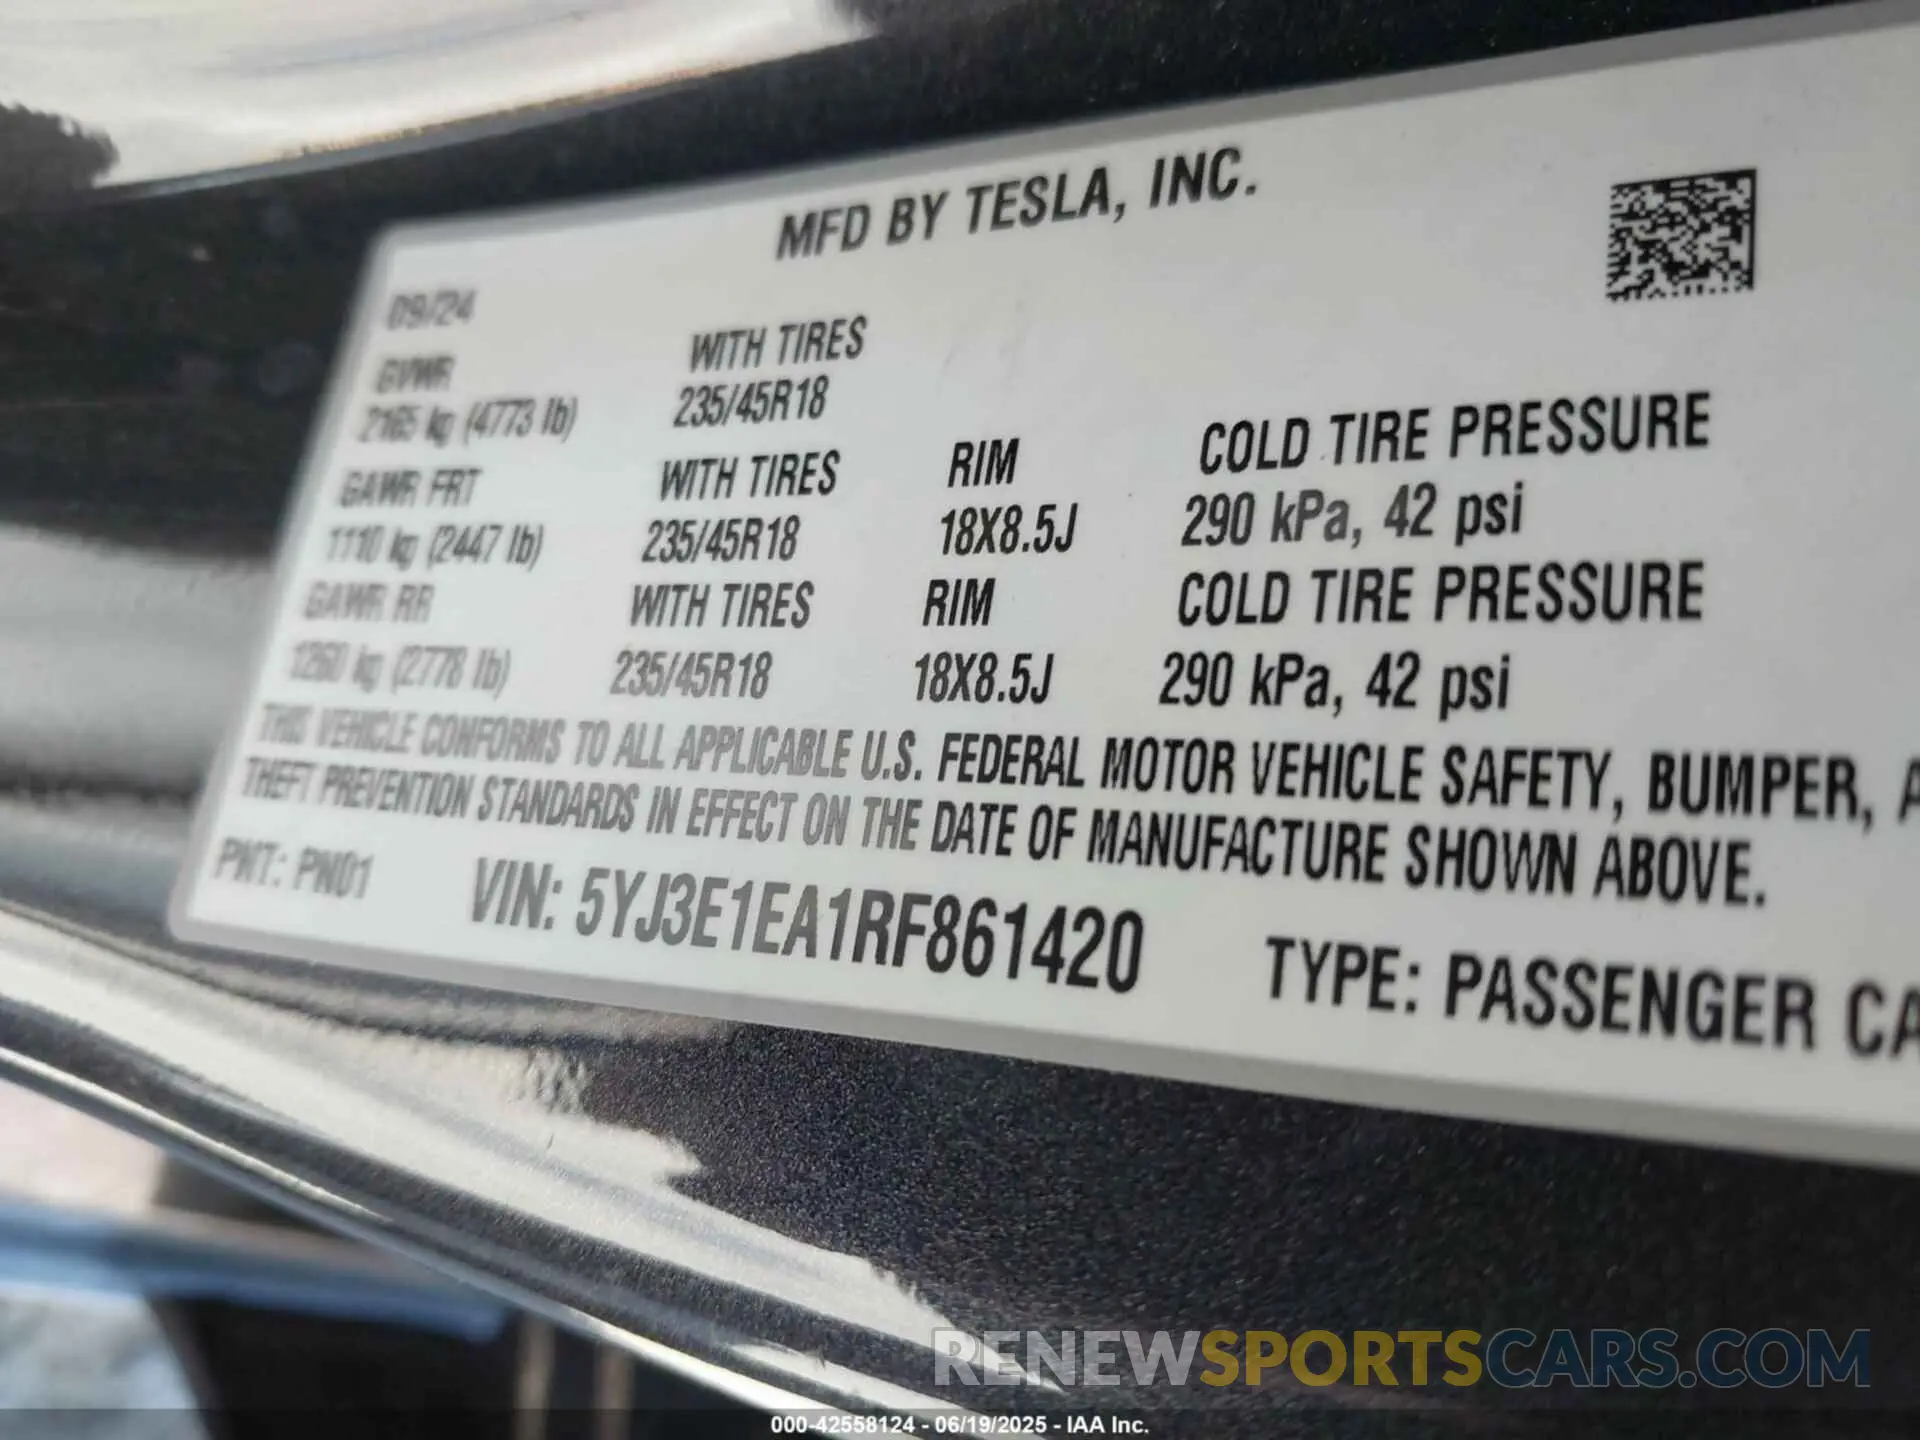 MFD BY TESLA, INC.
09/24
GVWR WITH TIRES
2165 kg (4773 lb) 235/45R18
GAWR FRT WITH TIRES RIM COLD TIRE PRESSURE
1110 kg (2447 lb) 235/45R18 18X8.5J 290 kPa, 42 psi
GAWR RR WITH TIRES RIM COLD TIRE PRESSURE
1260 kg (2778 lb) 235/45R18 18X8.5J 290 kPa, 42 psi
THIS VEHICLE CONFORMS TO ALL APPLICABLE U.S. FEDERAL MOTOR VEHICLE SAFETY, BUMPER, A
THEFT PREVENTION STANDARDS IN EFFECT ON THE DATE OF MANUFACTURE SHOWN ABOVE.
PNT: PN01 VIN: 5YJ3E1EA1RF861420 TYPE: PASSENGER CA
RENEWSPORTSCARS.COM
000-42558124 - 06/19/2025 - IAA Inc.